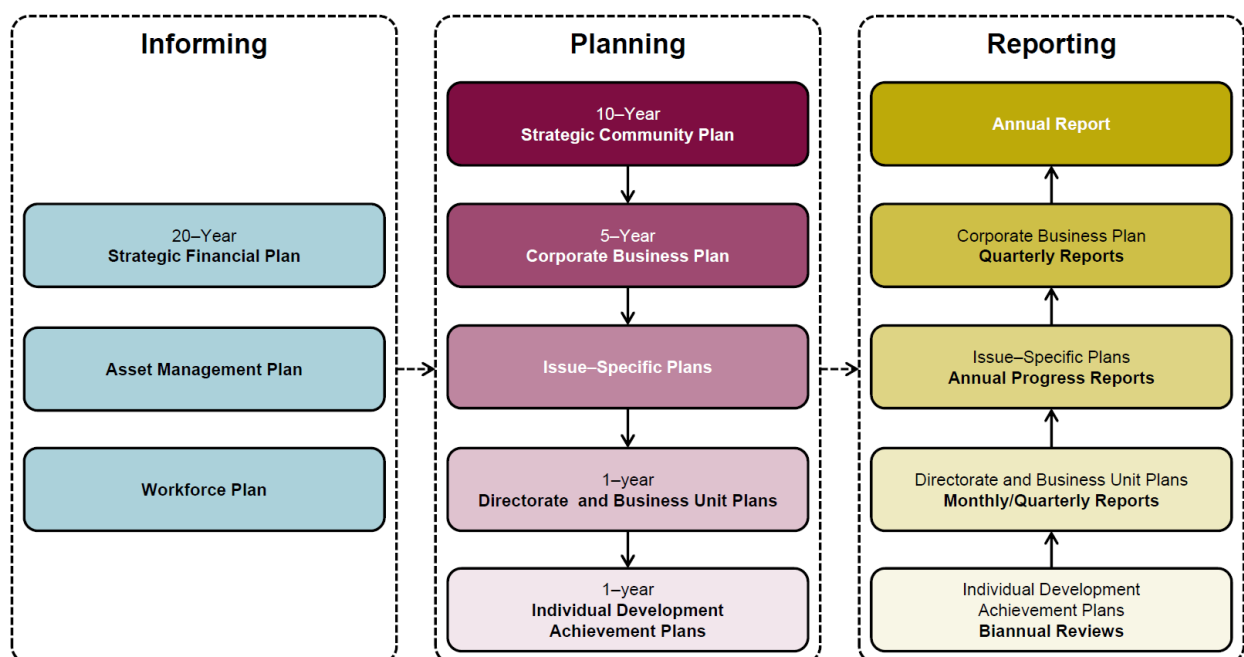 Informing
20–Year
Strategic Financial Plan
Asset Management Plan
Workforce Plan
Planning
10–Year
Strategic Community Plan
5–Year
Corporate Business Plan
Issue–Specific Plans
1–year
Directorate and Business Unit Plans
1–year
Individual Development
Achievement Plans
Reporting
Annual Report
Corporate Business Plan
Quarterly Reports
Issue–Specific Plans
Annual Progress Reports
Directorate and Business Unit Plans
Monthly/Quarterly Reports
Individual Development
Achievement Plans
Biannual Reviews